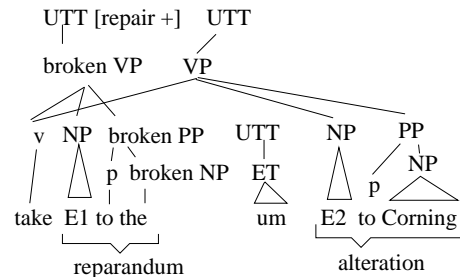 UTT [repair +] UTT
broken VP VP
v NP broken PP UTT NP PP
p broken NP ET p NP
take E1 to the um E2 to Corning
reparandum alteration